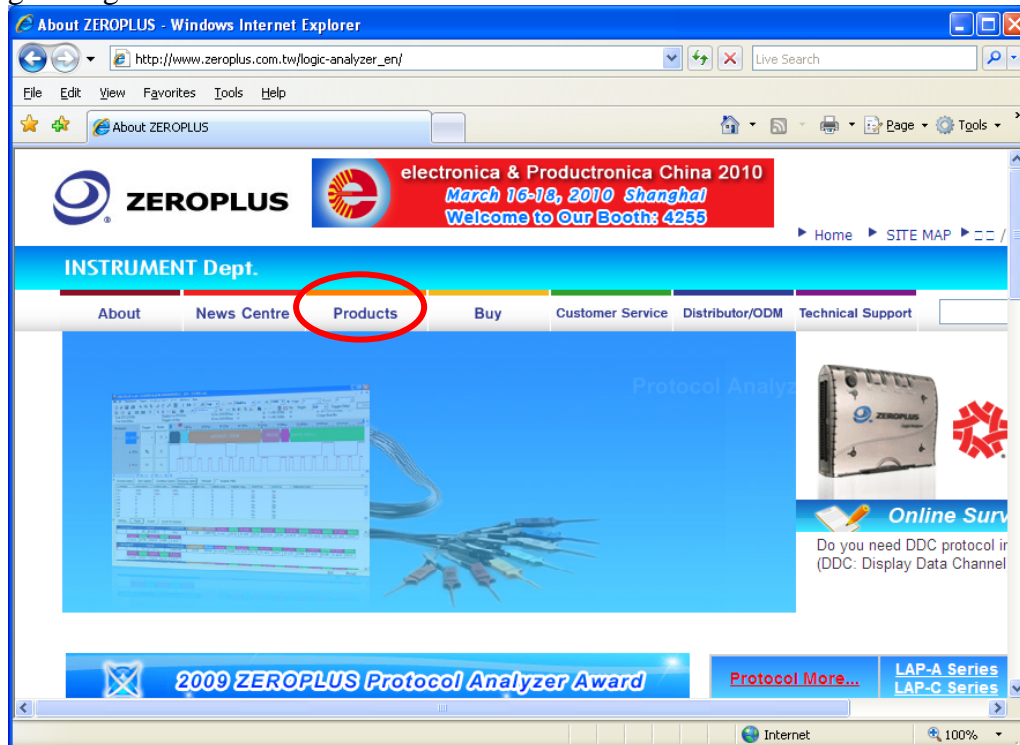 About ZEROPLUS - Windows Internet Explorer
http://www.zeroplus.com.tw/logic-analyzer_en/
Live Search
File Edit View Favorites Tools Help
About ZEROPLUS
Page Tools
ZEROPLUS
electronica & Productronica China 2010
March 16-18, 2010 Shanghai
Welcome to Our Booth: 4255
Home SITE MAP /
INSTRUMENT Dept.
About News Centre Products Buy Customer Service Distributor/ODM Technical Support
Protocol Analyz
ZEROPLUS
Online Surv
Do you need DDC protocol in
(DDC: Display Data Channel
2009 ZEROPLUS Protocol Analyzer Award
Protocol More...
LAP-A Series
LAP-C Series
Internet 100%